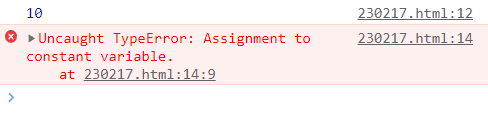 10 230217.html:12
Uncaught TypeError: Assignment to 230217.html:14
constant variable.
at 230217.html:14:9